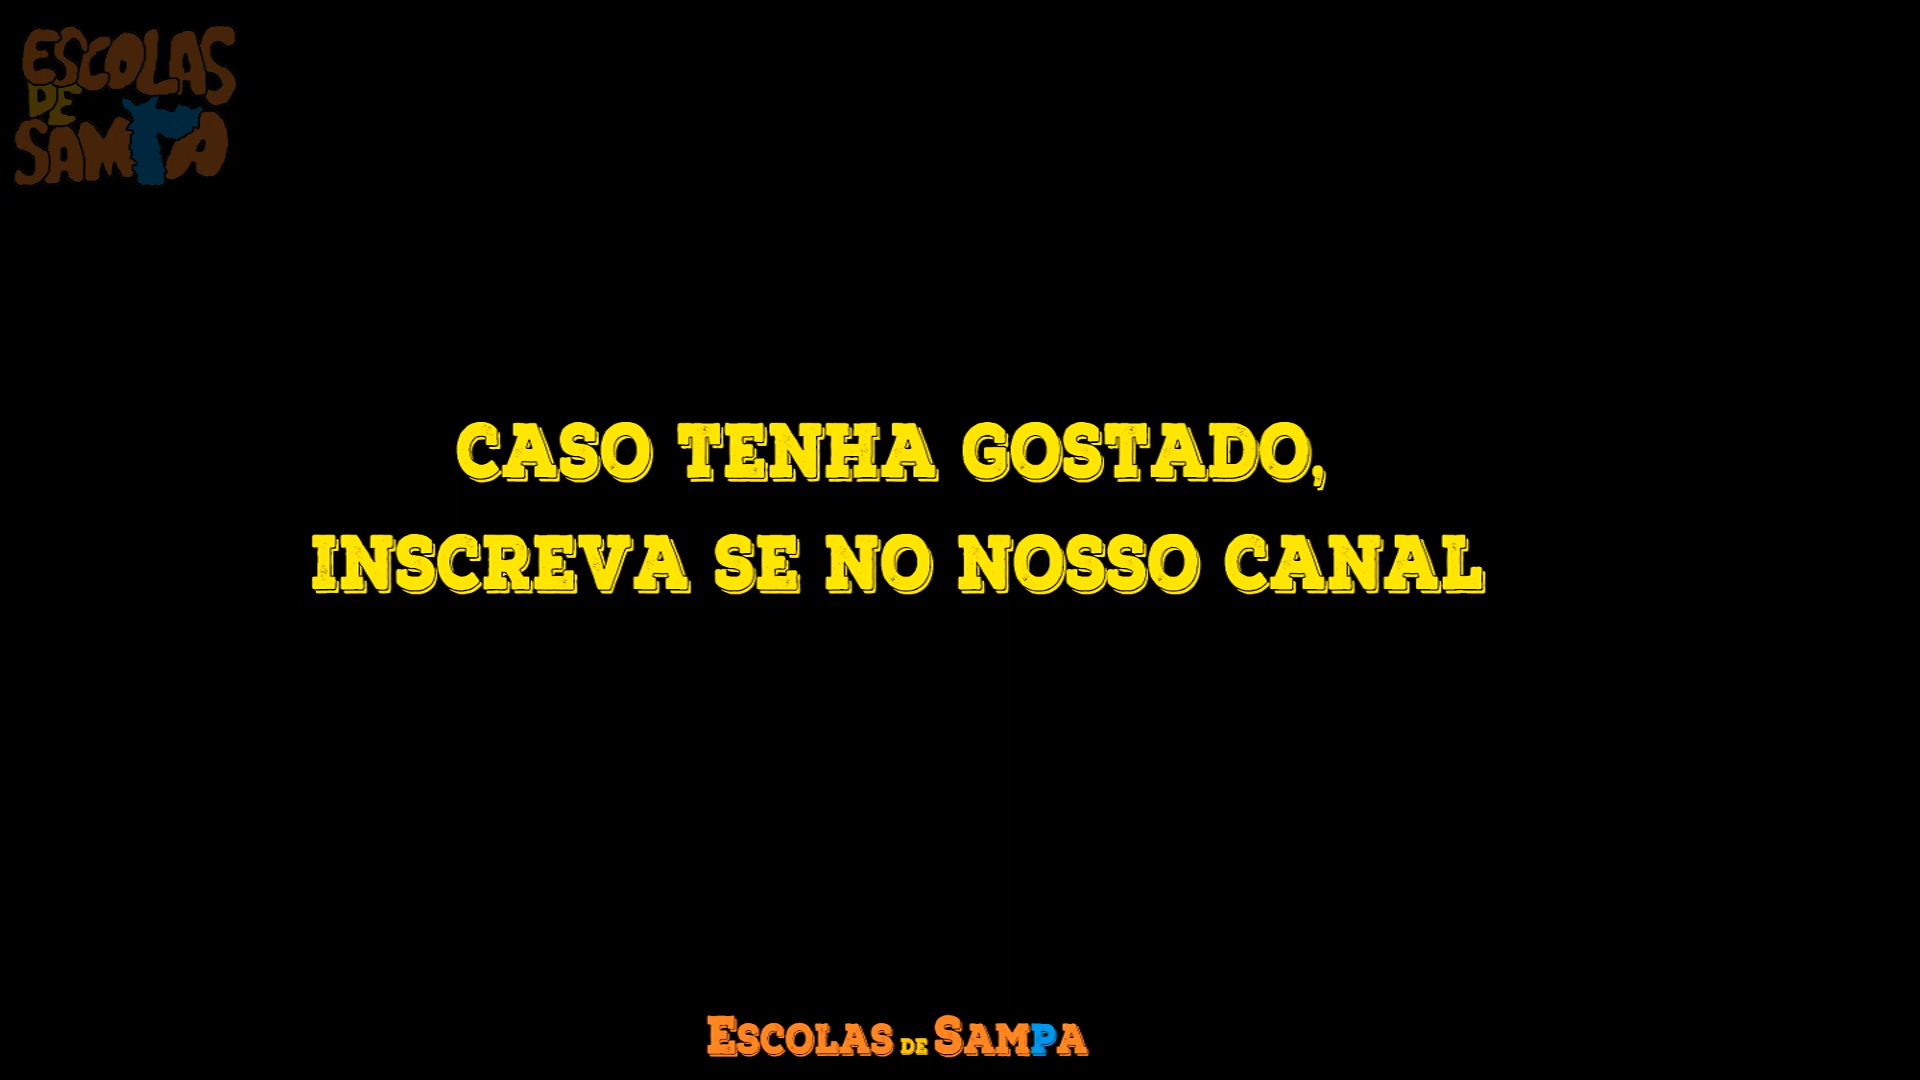 ESCOLAS
DE
SAMPA
CASO TENHA GOSTADO,
INSCREVA SE NO NOSSO CANAL
ESCOLAS DE SAMPA